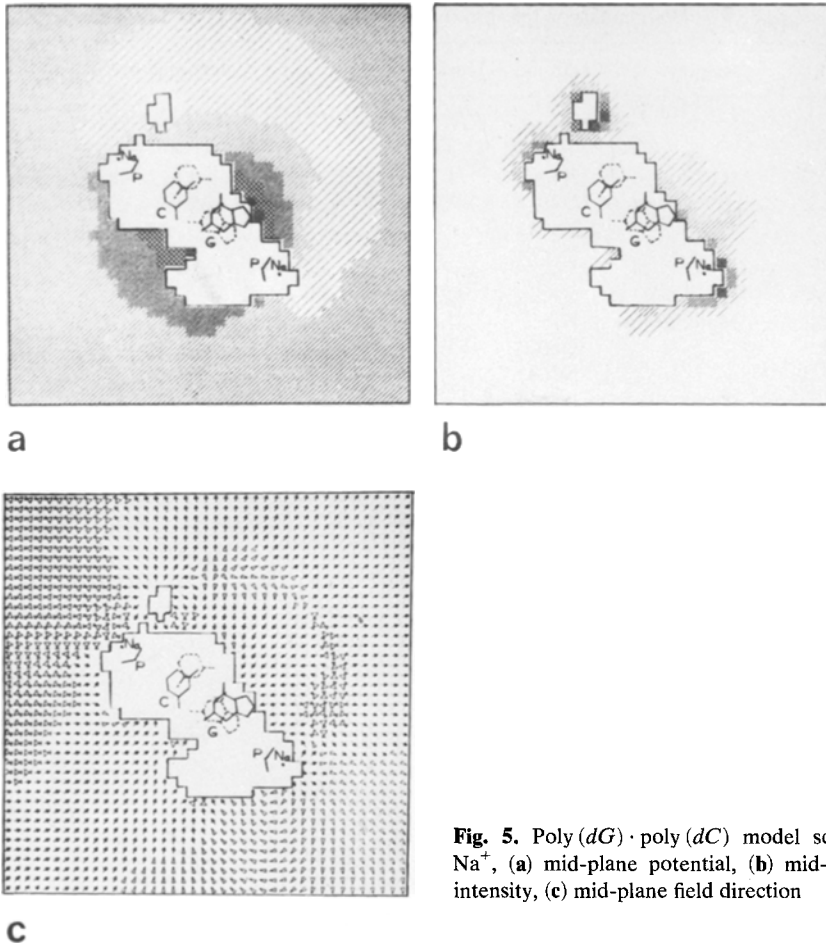 Na
P
C
G
P
Na
a
Na
P
C
G
P
Na
b
Na
P
C
G
P
Na
c
Fig. 5. Poly (dG) · poly (dC) model
Na⁺, (a) mid-plane potential, (b) mid-
intensity, (c) mid-plane field direction